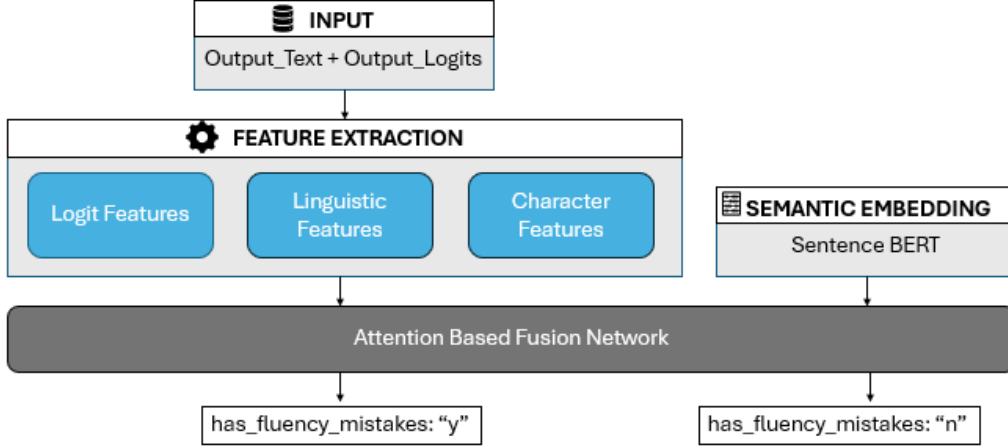 INPUT
Output_Text + Output_Logits
FEATURE EXTRACTION
Logit Features
Linguistic
Features
Character
Features
SEMANTIC EMBEDDING
Sentence BERT
Attention Based Fusion Network
has_fluency_mistakes: “y”
has_fluency_mistakes: “n”